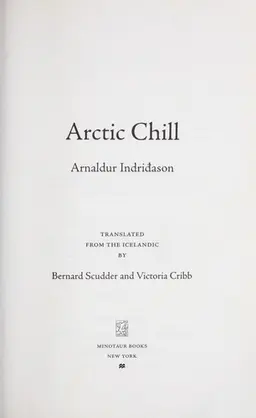 Arctic Chill
Arnaldur Indriðason
TRANSLATED
FROM THE ICELANDIC
BY
Bernard Scudder and Victoria Cribb
MINOTAUR BOOKS
NEW YORK